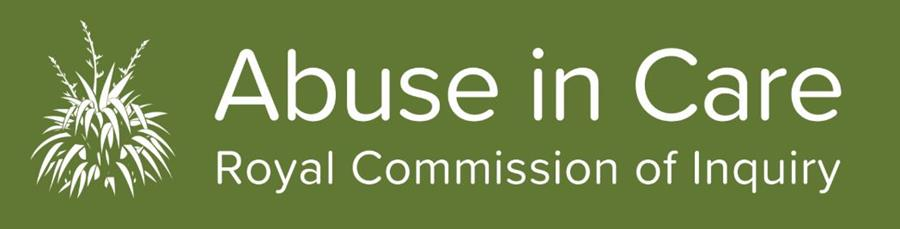 Abuse in Care
Royal Commission of Inquiry